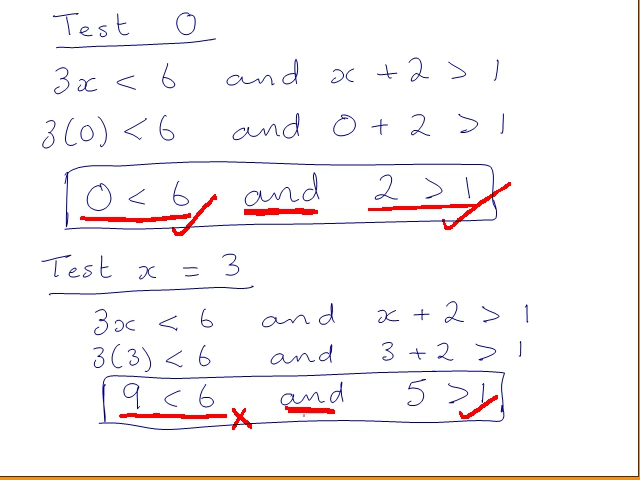 Test 0
3x < 6 and x + 2 > 1
3(0) < 6 and 0 + 2 > 1
0 < 6 and 2 > 1
Test x = 3
3x < 6 and x + 2 > 1
3(3) < 6 and 3 + 2 > 1
9 < 6 and 5 > 1